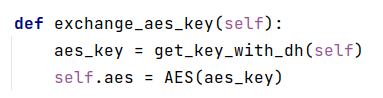 def exchange_aes_key(self):
    aes_key = get_key_with_dh(self)
    self.aes = AES(aes_key)